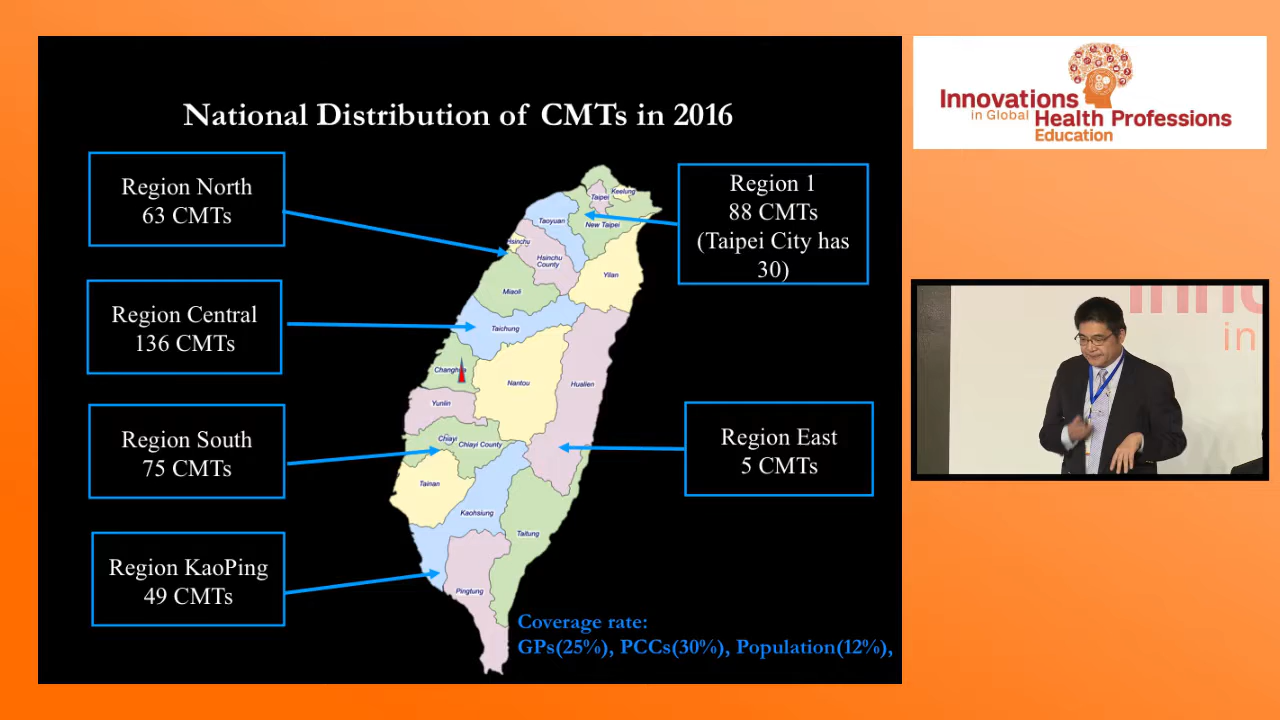 National Distribution of CMTs in 2016
Region North
63 CMTs
Region Central
136 CMTs
Region South
75 CMTs
Region KaoPing
49 CMTs
Region 1
88 CMTs
(Taipei City has
30)
Region East
5 CMTs
Keelung
Taipei
Taoyuan
New Taipei
Hsinchu
Hsinchu
County
Yilan
Miaoli
Taichung
Changhua
Nantou
Hualien
Yunlin
Chiayi
Chiayi County
Tainan
Kaohsiung
Taitung
Pingtung
Coverage rate:
GPs(25%), PCCs(30%), Population(12%),
Innovations
in Global Health Professions
Education
in